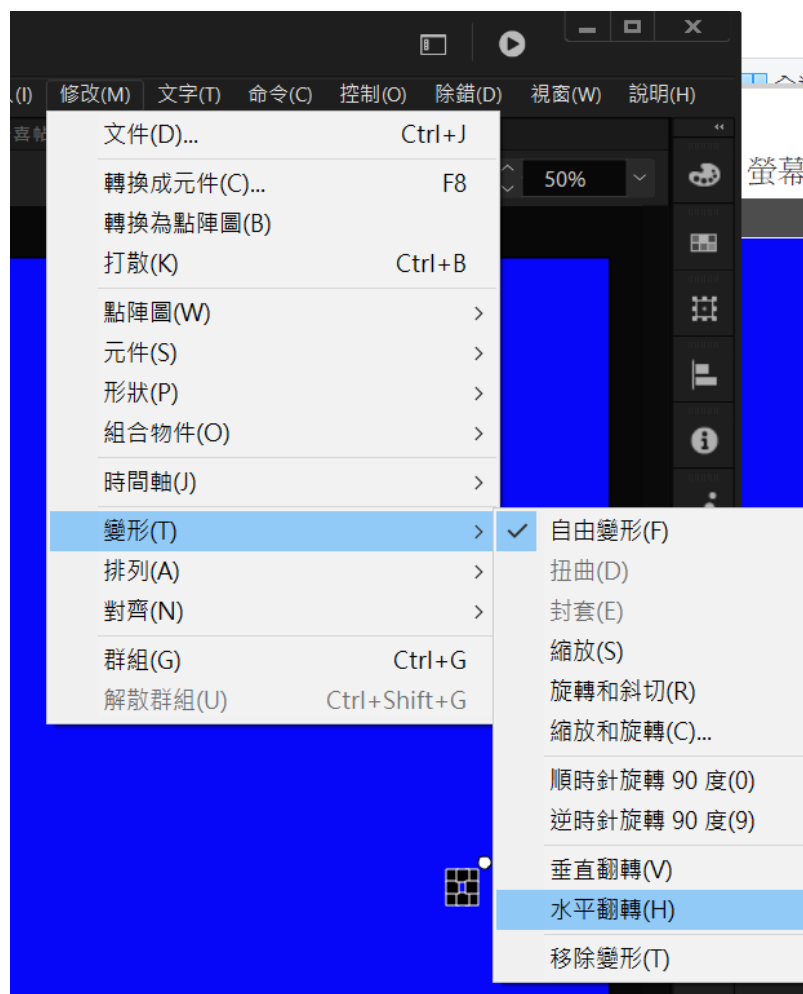 (I) 修改(M) 文字(T) 命令(C) 控制(O) 除錯(D) 視窗(W) 說明(H)
喜帖
文件(D)... Ctrl+J
50%
螢幕
轉換成元件(C)... F8
轉換為點陣圖(B)
打散(K) Ctrl+B
點陣圖(W)
元件(S)
形狀(P)
組合物件(O)
時間軸(J)
變形(T)
排列(A)
對齊(N)
群組(G) Ctrl+G
解散群組(U) Ctrl+Shift+G
自由變形(F)
扭曲(D)
封套(E)
縮放(S)
旋轉和斜切(R)
縮放和旋轉(C)...
順時針旋轉 90 度(0)
逆時針旋轉 90 度(9)
垂直翻轉(V)
水平翻轉(H)
移除變形(T)